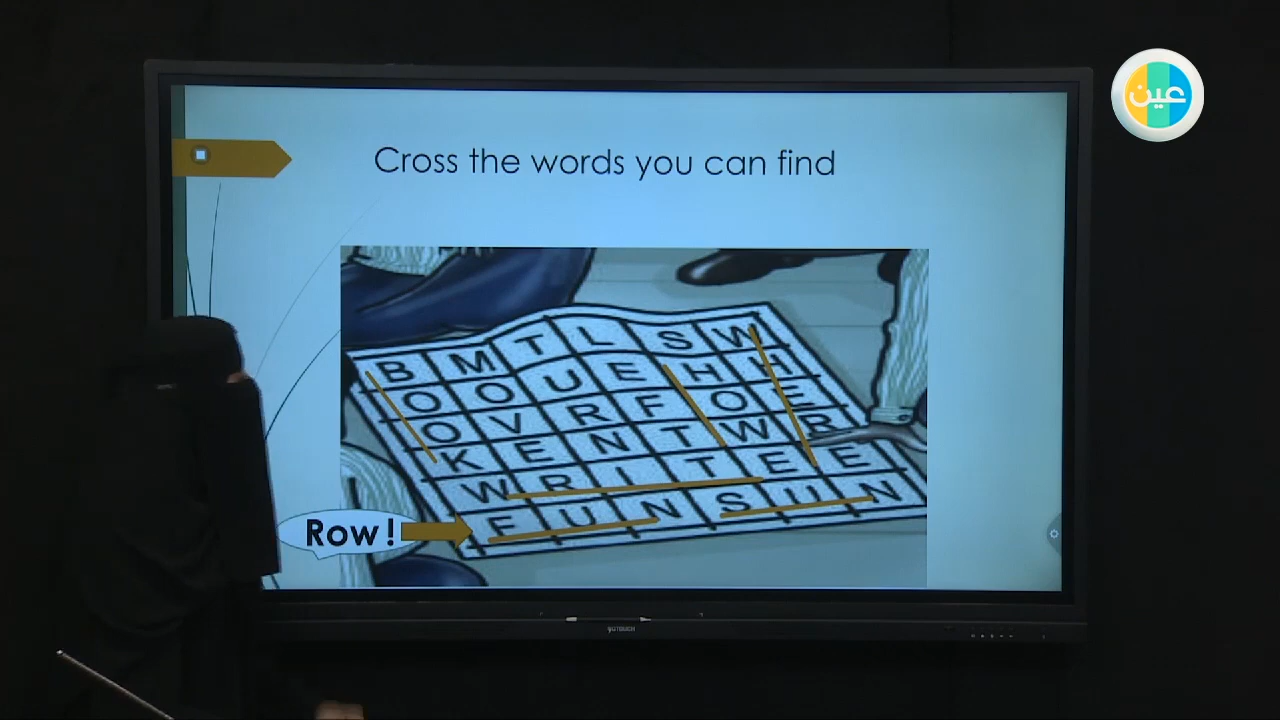 عين
Cross the words you can find
B M T L S W
O O U E H H
O V R F O E
K E N T W R
W R I T E E
F U N S U N
Row!